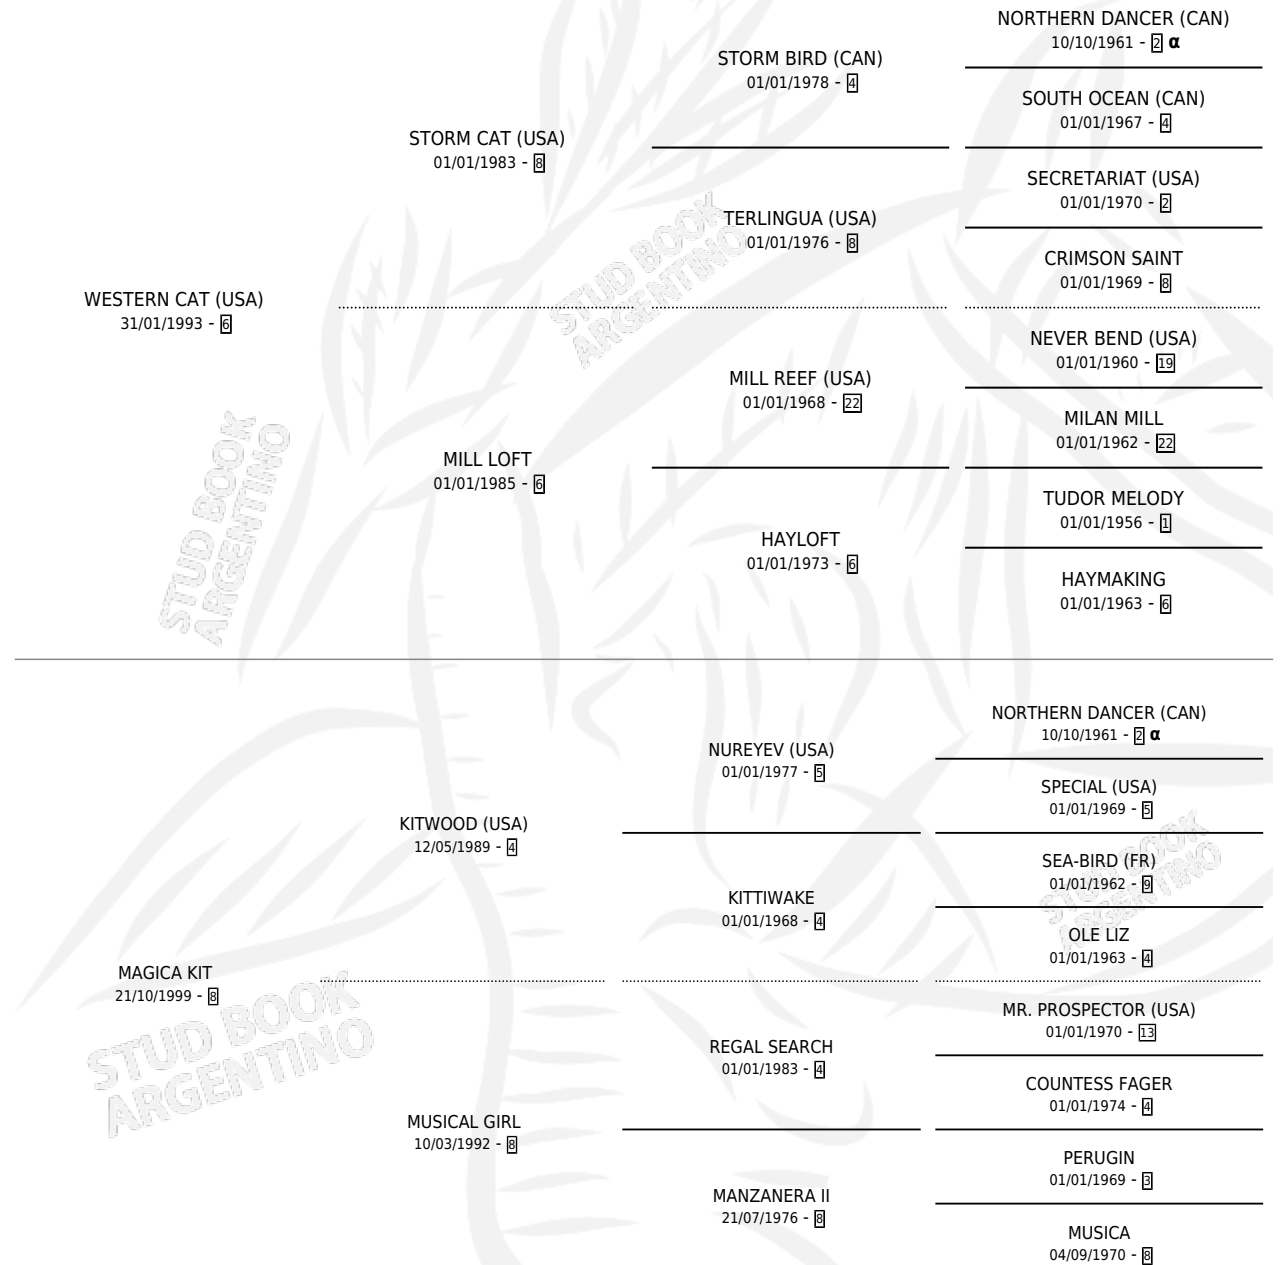 NORTHERN DANCER (CAN)
10/10/1961 - 2 α
STORM BIRD (CAN)
01/01/1978 - 4
SOUTH OCEAN (CAN)
01/01/1967 - 4
STORM CAT (USA)
01/01/1983 - 8
SECRETARIAT (USA)
01/01/1970 - 2
TERLINGUA (USA)
01/01/1976 - 8
CRIMSON SAINT
01/01/1969 - 8
WESTERN CAT (USA)
31/01/1993 - 6
NEVER BEND (USA)
01/01/1960 - 19
MILL REEF (USA)
01/01/1968 - 22
MILAN MILL
01/01/1962 - 22
MILL LOFT
01/01/1985 - 6
TUDOR MELODY
01/01/1956 - 1
HAYLOFT
01/01/1973 - 6
HAYMAKING
01/01/1963 - 6
STUD BOOK
ARGENTINO
STUD BOOK
ARGENTINO
NORTHERN DANCER (CAN)
10/10/1961 - 2 α
NUREYEV (USA)
01/01/1977 - 5
SPECIAL (USA)
01/01/1969 - 5
KITWOOD (USA)
12/05/1989 - 4
SEA-BIRD (FR)
01/01/1962 - 9
KITTIWAKE
01/01/1968 - 4
OLE LIZ
01/01/1963 - 4
MAGICA KIT
21/10/1999 - 8
MR. PROSPECTOR (USA)
01/01/1970 - 13
REGAL SEARCH
01/01/1983 - 4
COUNTESS FAGER
01/01/1974 - 4
MUSICAL GIRL
10/03/1992 - 8
PERUGIN
01/01/1969 - 3
MANZANERA II
21/07/1976 - 8
MUSICA
04/09/1970 - 8
STUD BOOK
ARGENTINO
STUD BOOK
ARGENTINO